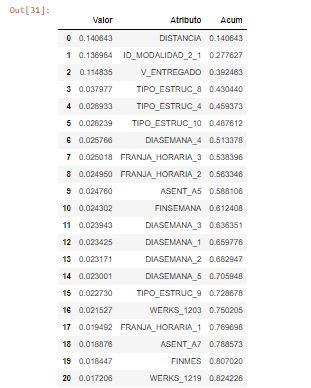 Out[31]:
Valor Atributo Acum
0 0.140643 DISTANCIA 0.140643
1 0.136984 ID_MODALIDAD_2_1 0.277627
2 0.114835 V_ENTREGADO 0.392463
3 0.037977 TIPO_ESTRUC_8 0.430440
4 0.028933 TIPO_ESTRUC_4 0.459373
5 0.028239 TIPO_ESTRUC_10 0.487612
6 0.025766 DIASEMANA_4 0.513378
7 0.025018 FRANJA_HORARIA_3 0.538396
8 0.024950 FRANJA_HORARIA_2 0.563346
9 0.024760 ASENT_A5 0.588106
10 0.024302 FINSEMANA 0.612408
11 0.023943 DIASEMANA_3 0.636351
12 0.023425 DIASEMANA_1 0.659776
13 0.023171 DIASEMANA_2 0.682947
14 0.023001 DIASEMANA_5 0.705948
15 0.022730 TIPO_ESTRUC_9 0.728678
16 0.021527 WERKS_1203 0.750205
17 0.019492 FRANJA_HORARIA_1 0.769698
18 0.018876 ASENT_A7 0.788573
19 0.018447 FINMES 0.807020
20 0.017206 WERKS_1219 0.824226